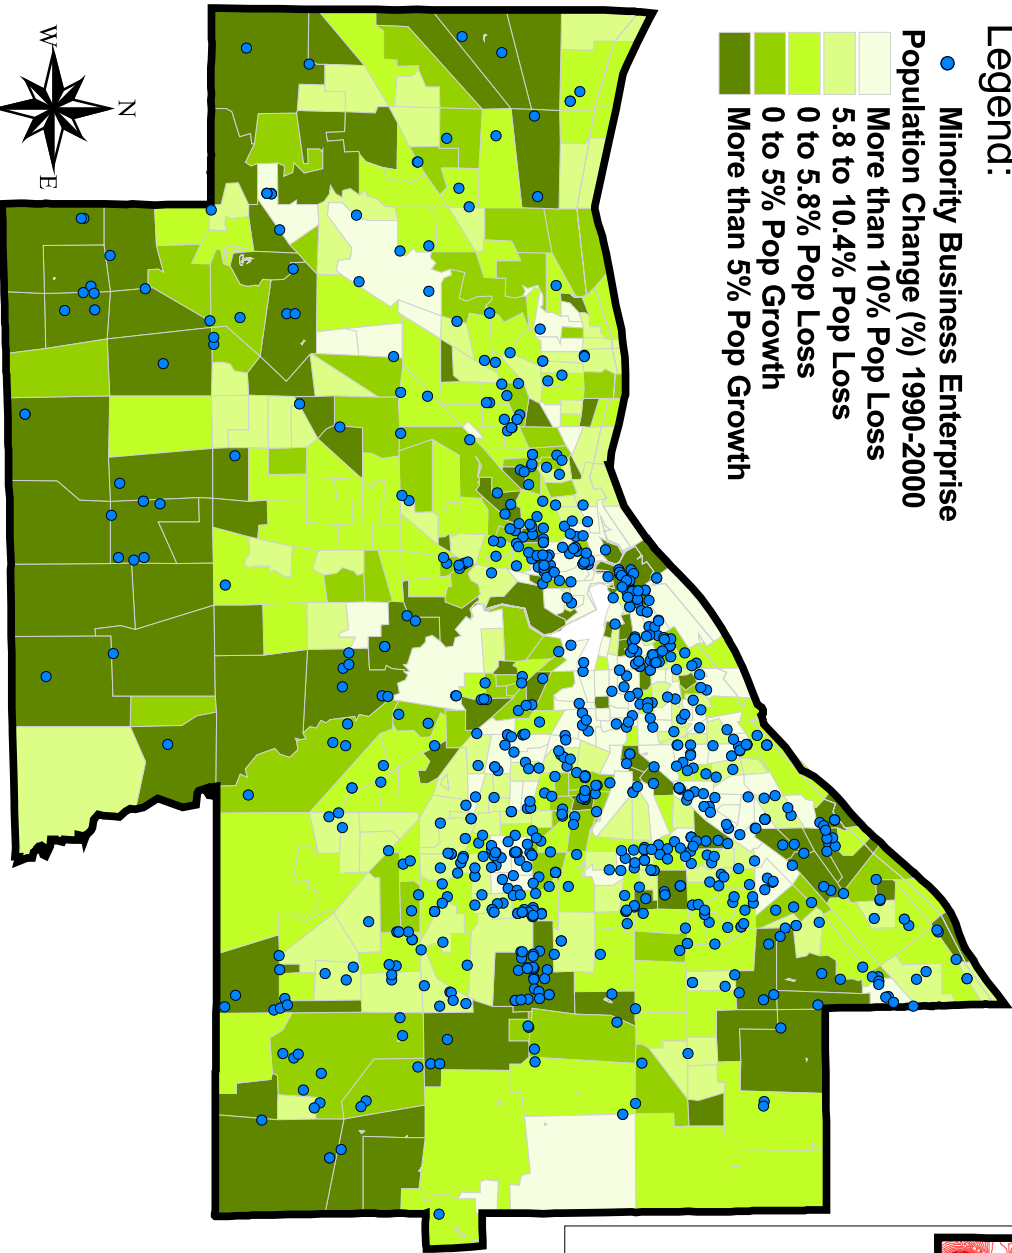 Legend:
Minority Business Enterprise
Population Change (%) 1990-2000
More than 10% Pop Loss
5.8 to 10.4% Pop Loss
0 to 5.8% Pop Loss
0 to 5% Pop Growth
More than 5% Pop Growth
N
W
E